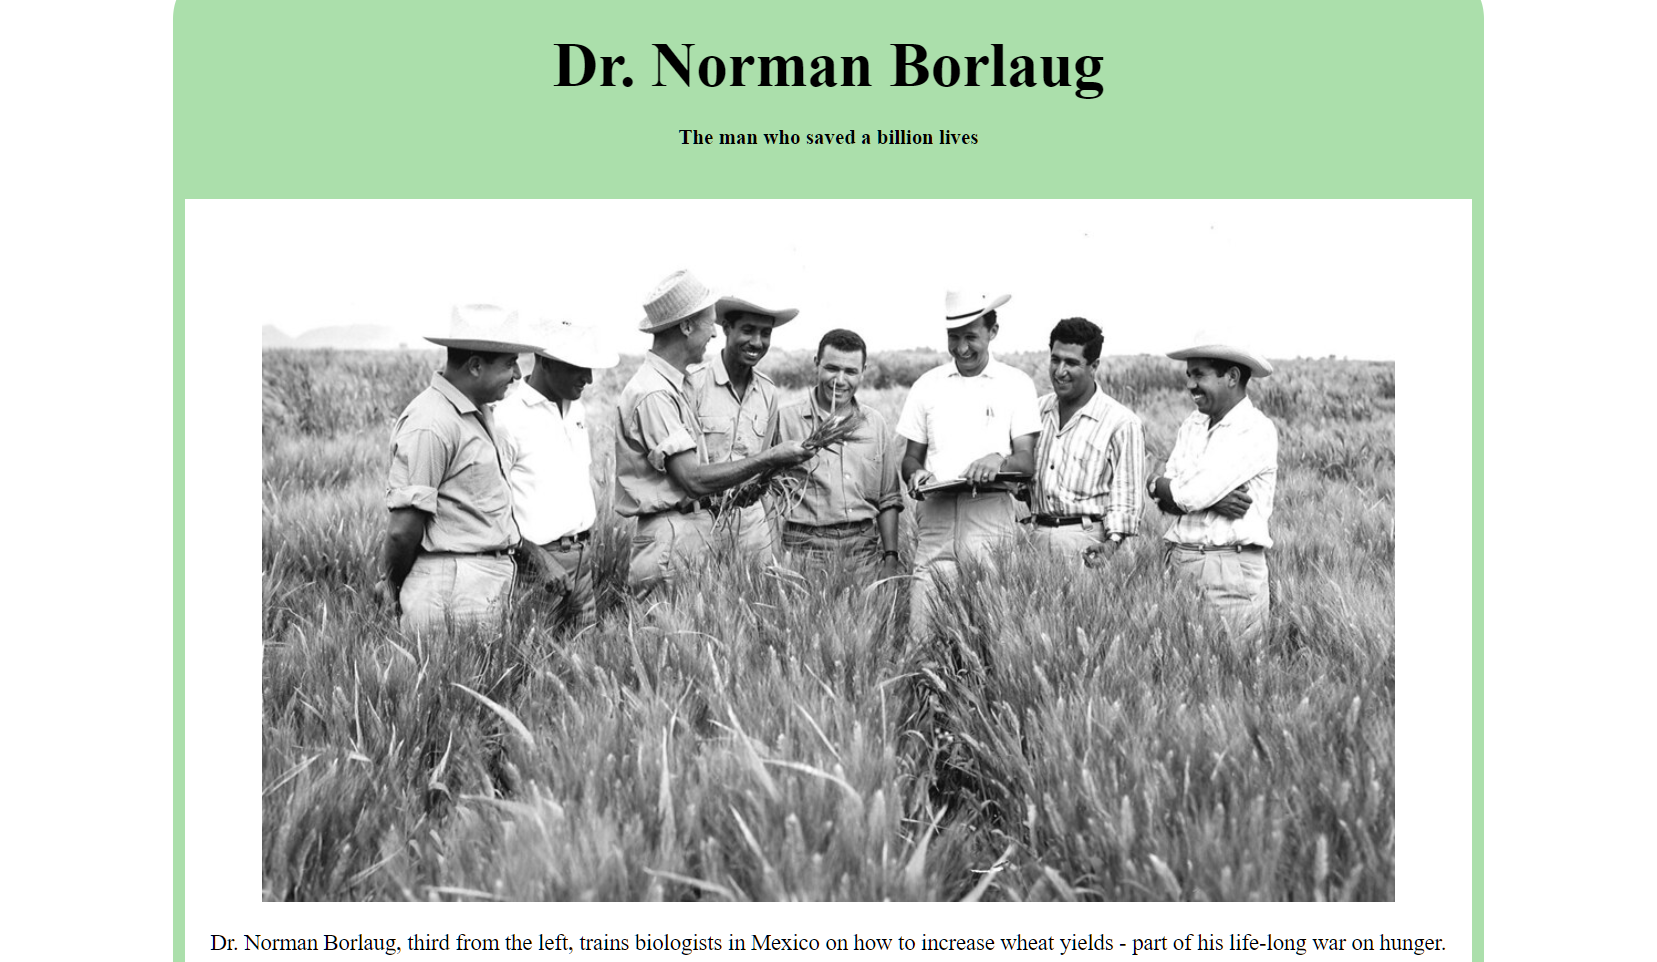 Dr. Norman Borlaug
The man who saved a billion lives
Dr. Norman Borlaug, third from the left, trains biologists in Mexico on how to increase wheat yields - part of his life-long war on hunger.